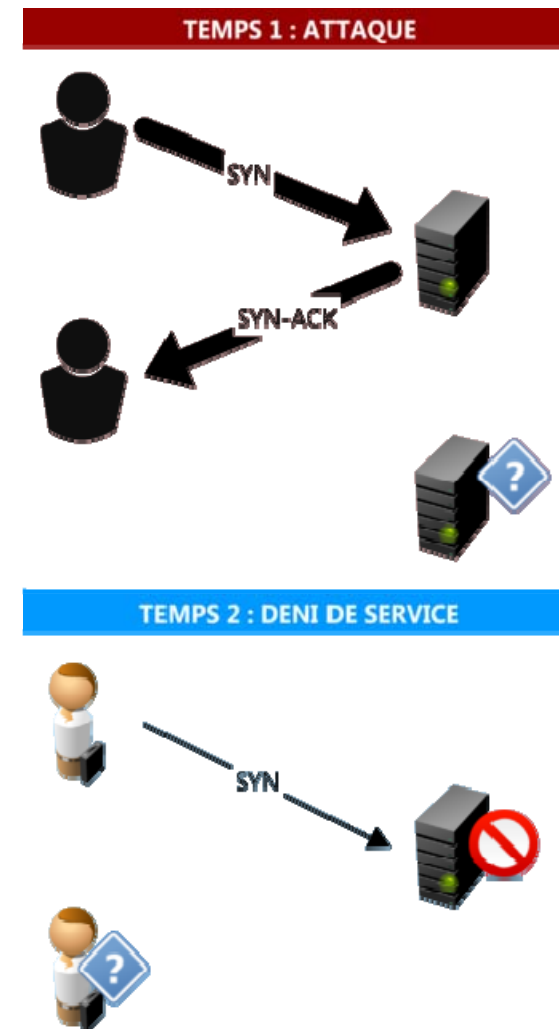 TEMPS 1 : ATTAQUE
SYN
SYN-ACK
?
TEMPS 2 : DENI DE SERVICE
SYN
?